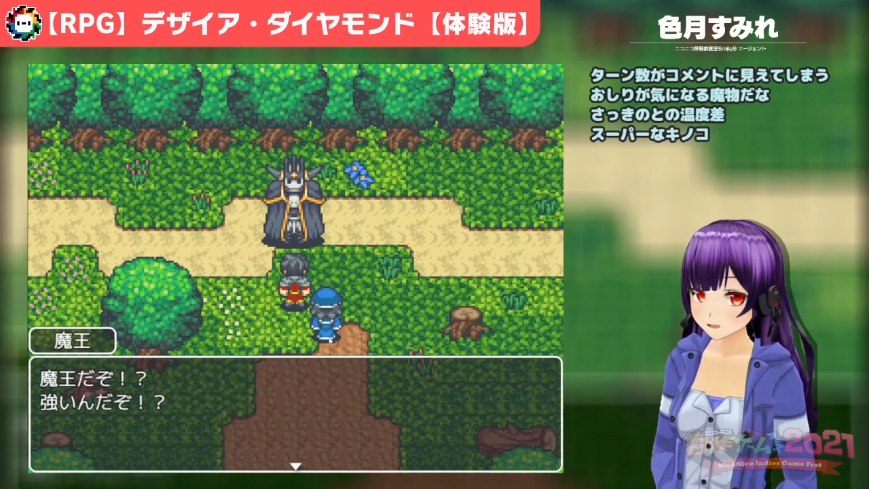 【RPG】デザイア・ダイヤモンド【体験版】
色月すみれ
ターン数がコメントに見えてしまう
おしりが気になる魔物だな
さっきのとの温度差
スーパーなキノコ
魔王
魔王だぞ！？
強いんだぞ！？
2021
NicoNico Indies Game Fest